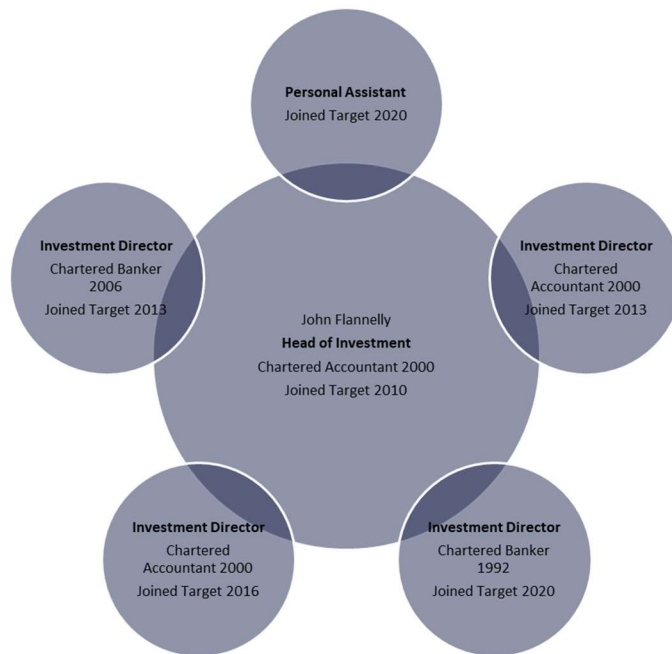 Personal Assistant
Joined Target 2020
Investment Director
Chartered Banker
2006
Joined Target 2013
Investment Director
Chartered
Accountant 2000
Joined Target 2013
John Flannelly
Head of Investment
Chartered Accountant 2000
Joined Target 2010
Investment Director
Chartered
Accountant 2000
Joined Target 2016
Investment Director
Chartered Banker
1992
Joined Target 2020